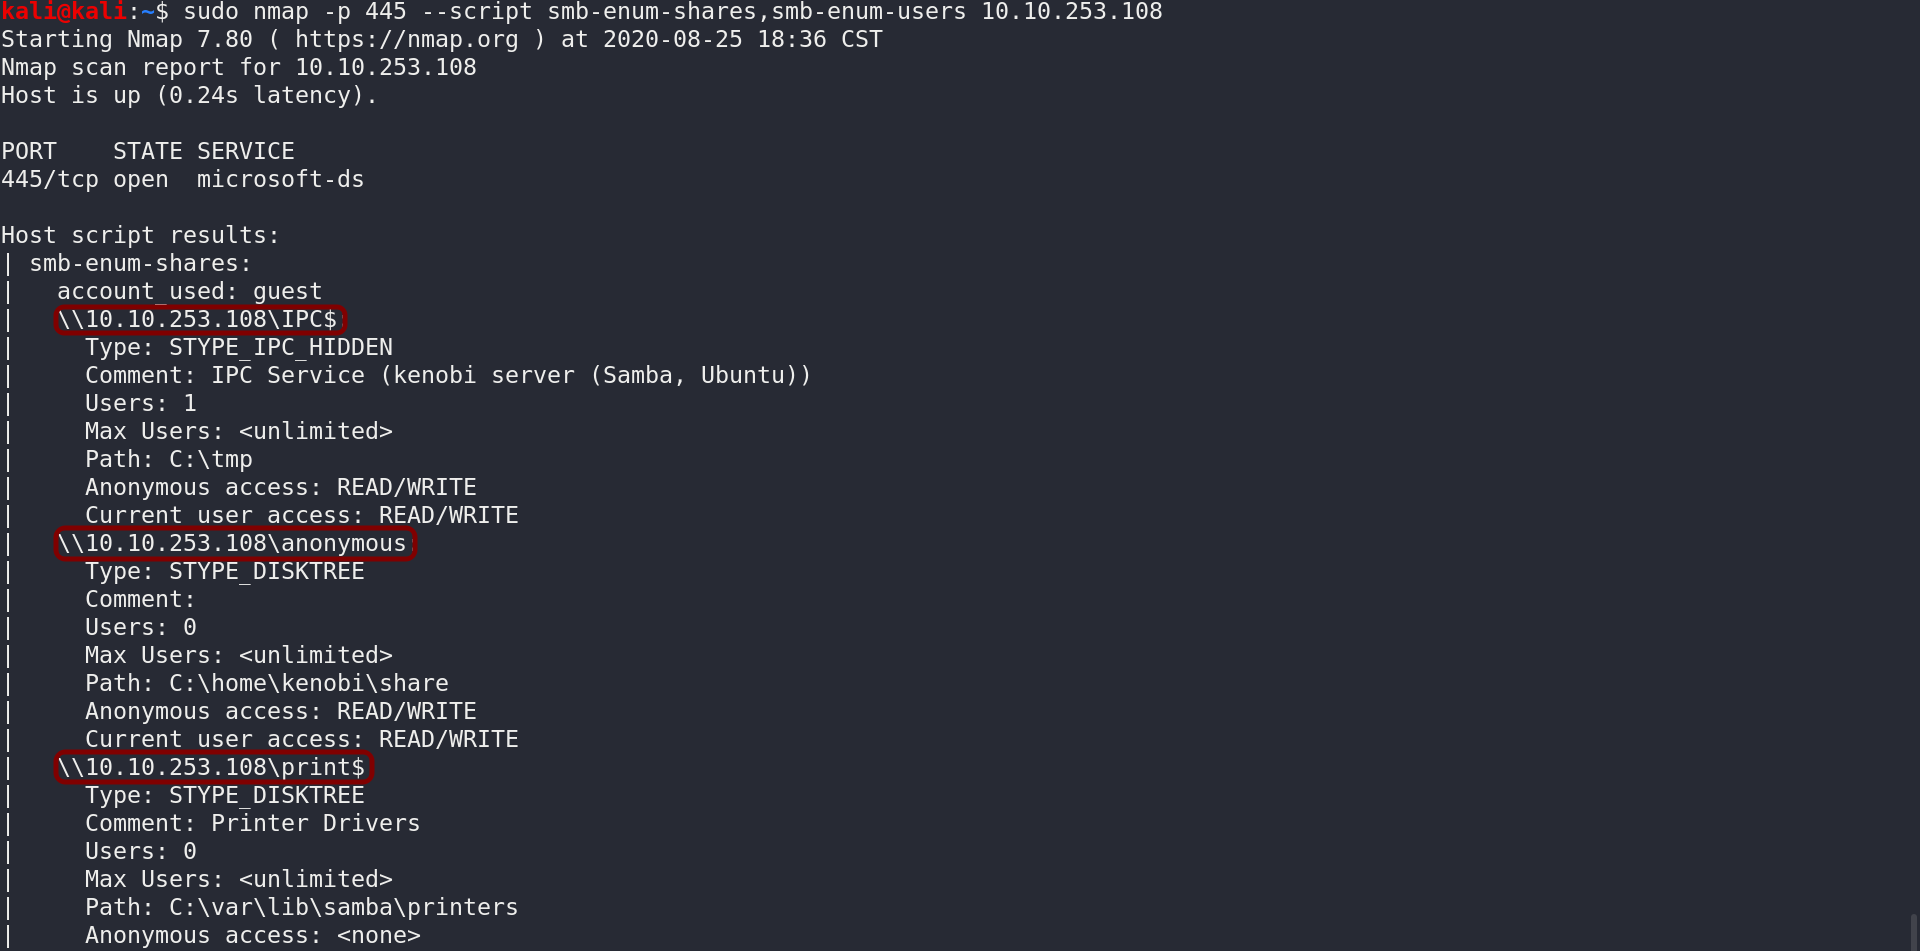 kali@kali:~$ sudo nmap -p 445 --script smb-enum-shares,smb-enum-users 10.10.253.108
Starting Nmap 7.80 ( https://nmap.org ) at 2020-08-25 18:36 CST
Nmap scan report for 10.10.253.108
Host is up (0.24s latency).

PORT    STATE SERVICE
445/tcp open  microsoft-ds

Host script results:
| smb-enum-shares:
|   account_used: guest
|   \\10.10.253.108\IPC$:
|     Type: STYPE_IPC_HIDDEN
|     Comment: IPC Service (kenobi server (Samba, Ubuntu))
|     Users: 1
|     Max Users: <unlimited>
|     Path: C:\tmp
|     Anonymous access: READ/WRITE
|     Current user access: READ/WRITE
|   \\10.10.253.108\anonymous:
|     Type: STYPE_DISKTREE
|     Comment:
|     Users: 0
|     Max Users: <unlimited>
|     Path: C:\home\kenobi\share
|     Anonymous access: READ/WRITE
|     Current user access: READ/WRITE
|   \\10.10.253.108\print$:
|     Type: STYPE_DISKTREE
|     Comment: Printer Drivers
|     Users: 0
|     Max Users: <unlimited>
|     Path: C:\var\lib\samba\printers
|     Anonymous access: <none>